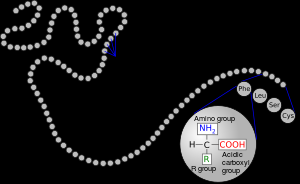 Phe
Leu
Ser
Cys
Amino group
NH2
H C COOH
R
Acidic
carboxyl
group
R group